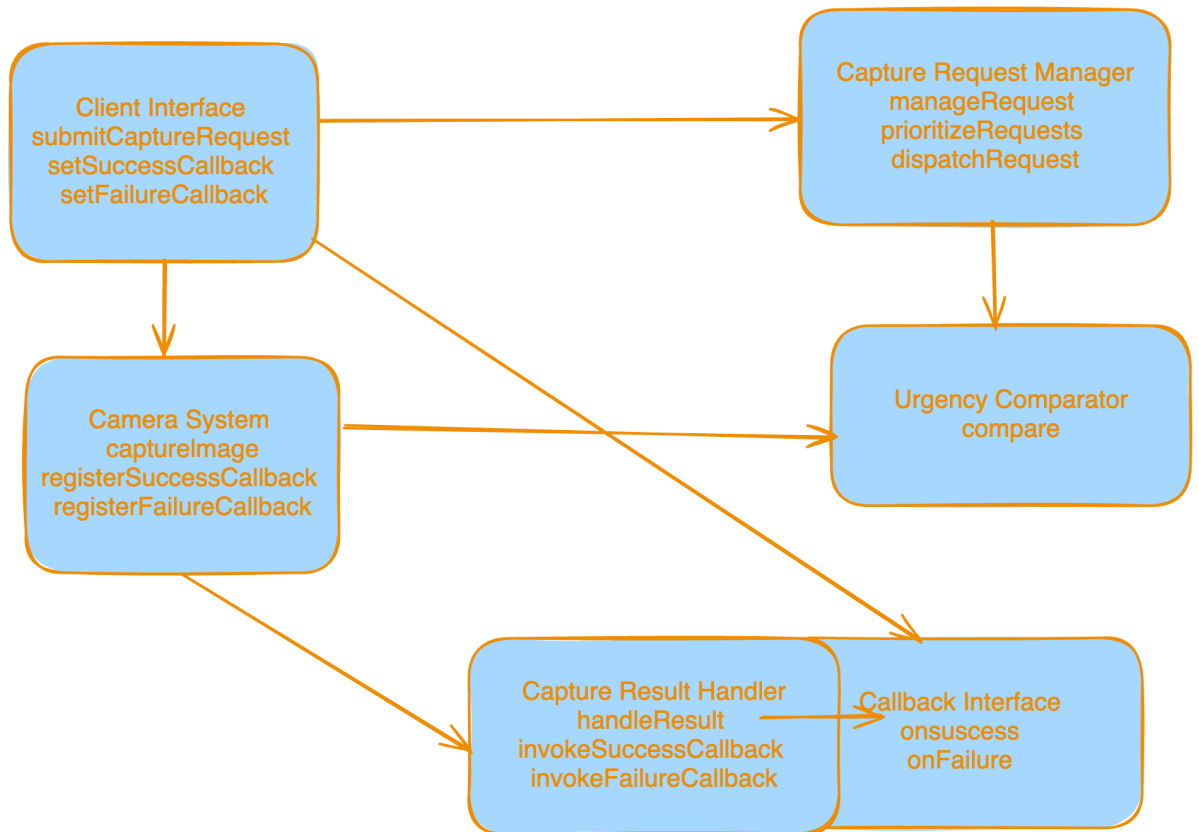 Client Interface
submitCaptureRequest
setSuccessCallback
setFailureCallback
Capture Request Manager
manageRequest
prioritizeRequests
dispatchRequest
Camera System
captureImage
registerSuccessCallback
registerFailureCallback
Urgency Comparator
compare
Capture Result Handler
handleResult
invokeSuccessCallback
invokeFailureCallback
Callback Interface
onsuscess
onFailure